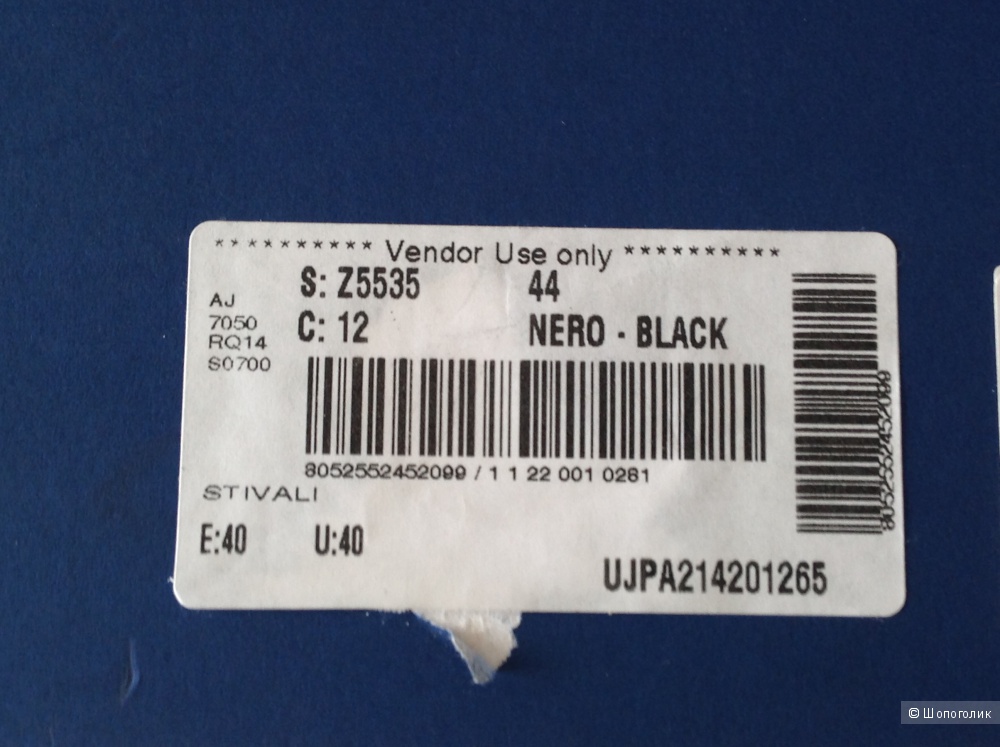 ********** Vendor Use only **********
S: Z5535 44
AJ
7050 C: 12 NERO - BLACK
RQ14
S0700
8052552452099 / 1 1 22 001 0261
8052552452099
STIVALI
E:40 U:40
UJPA214201265
© Шопоголик